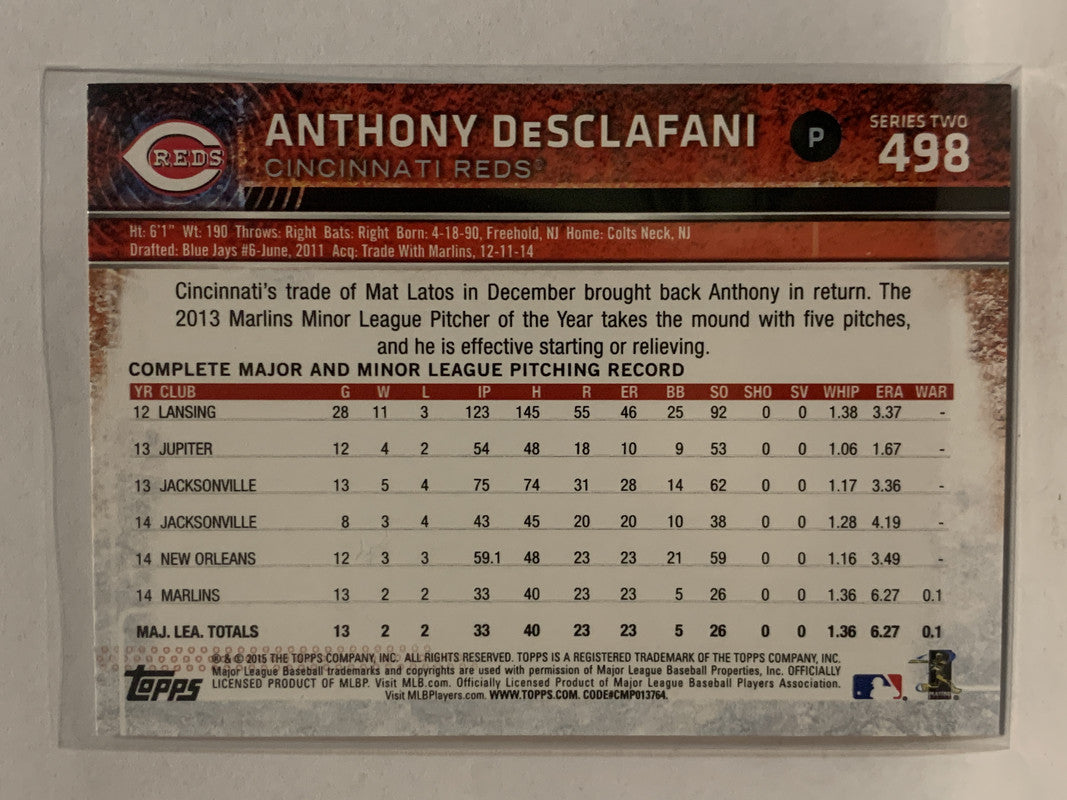 REDS
ANTHONY DeSCLAFANI
CINCINNATI REDS®
P
SERIES TWO
498
Ht: 6'1" Wt: 190 Throws: Right Bats: Right Born: 4-18-90, Freehold, NJ Home: Colts Neck, NJ
Drafted: Blue Jays #6-June, 2011 Acq: Trade With Marlins, 12-11-14
Cincinnati's trade of Mat Latos in December brought back Anthony in return. The
2013 Marlins Minor League Pitcher of the Year takes the mound with five pitches,
and he is effective starting or relieving.
COMPLETE MAJOR AND MINOR LEAGUE PITCHING RECORD
YR CLUB G W L IP H R ER BB SO SHO SV WHIP ERA WAR
12 LANSING 28 11 3 123 145 55 46 25 92 0 0 1.38 3.37 -
13 JUPITER 12 4 2 54 48 18 10 9 53 0 0 1.06 1.67 -
13 JACKSONVILLE 13 5 4 75 74 31 28 14 62 0 0 1.17 3.36 -
14 JACKSONVILLE 8 3 4 43 45 20 20 10 38 0 0 1.28 4.19 -
14 NEW ORLEANS 12 3 3 59.1 48 23 23 21 59 0 0 1.16 3.49 -
14 MARLINS 13 2 2 33 40 23 23 5 26 0 0 1.36 6.27 0.1
MAJ. LEA. TOTALS 13 2 2 33 40 23 23 5 26 0 0 1.36 6.27 0.1
® & © 2015 THE TOPPS COMPANY, INC. ALL RIGHTS RESERVED. TOPPS IS A REGISTERED TRADEMARK OF THE TOPPS COMPANY, INC.
Major League Baseball trademarks and copyrights are used with permission of Major League Baseball Properties, Inc. OFFICIALLY
LICENSED PRODUCT OF MLBP. Visit MLB.com. Officially Licensed Product of Major League Baseball Players Association.
Visit MLBPlayers.com. WWW.TOPPS.COM. CODE#CMP013764.
Topps